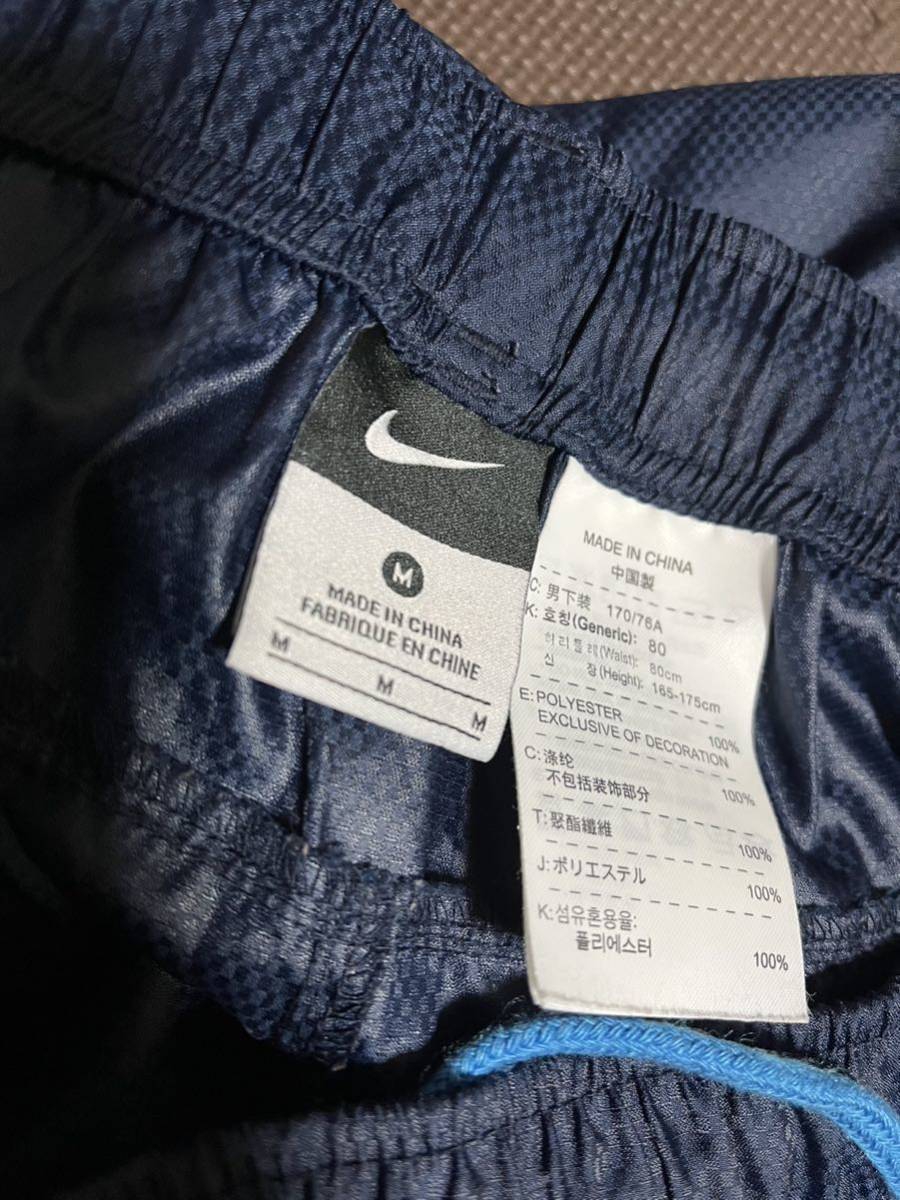 M
MADE IN CHINA
FABRIQUE EN CHINE
M
M
M
MADE IN CHINA
中国製
C: 男下装 170/76A
K: 호칭(Generic): 80
허리둘레(Waist): 80cm
신 장(Height): 165-175cm
E: POLYESTER 100%
EXCLUSIVE OF DECORATION
C: 涤纶 100%
不包括装饰部分
T: 聚酯纖維 100%
J: ポリエステル 100%
K: 섬유혼용율:
폴리에스터 100%